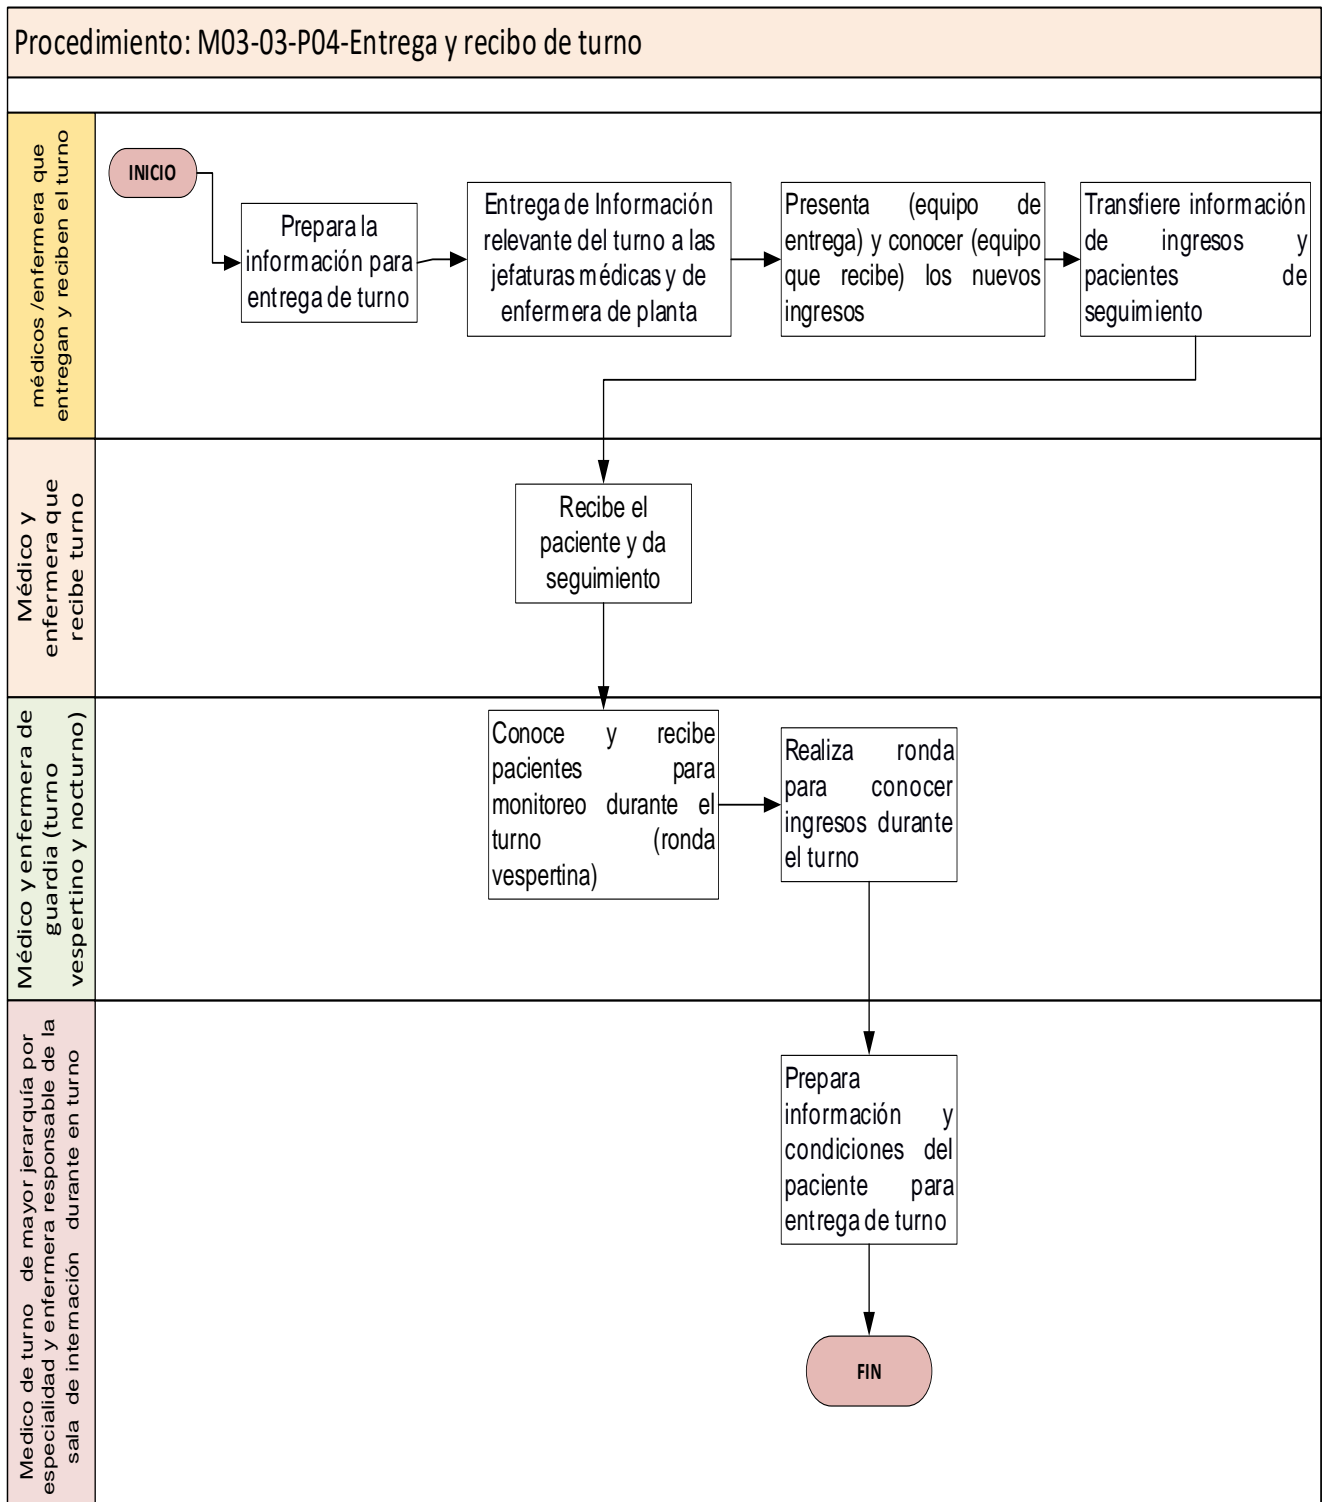 Procedimiento: M03-03-P04-Entrega y recibo de turno
médicos /enfermera que
entregan y reciben el turno
INICIO
Prepara la
información para
entrega de turno
Entrega de Información
relevante del turno a las
jefaturas médicas y de
enfermera de planta
Presenta (equipo de
entrega) y conocer (equipo
que recibe) los nuevos
ingresos
Transfiere información
de ingresos y
pacientes de
seguimiento
Médico y
enfermera que
recibe turno
Recibe el
paciente y da
seguimiento
Médico y enfermera de
guardia (turno
vespertino y nocturno)
Conoce y recibe
pacientes para
monitoreo durante el
turno (ronda
vespertina)
Realiza ronda
para conocer
ingresos durante
el turno
Medico de turno de mayor jerarquía por
especialidad y enfermera responsable de la
sala de internación durante en turno
Prepara
información y
condiciones del
paciente para
entrega de turno
FIN